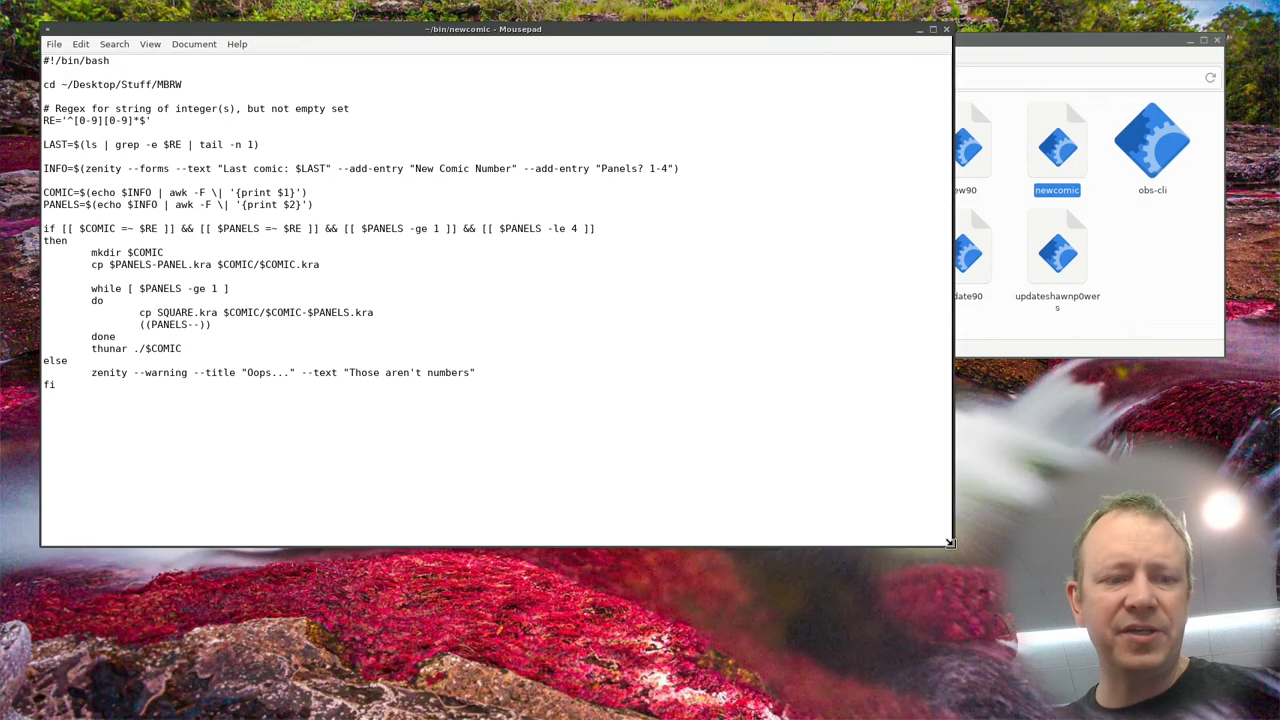 ~/bin/newcomic - Mousepad
File Edit Search View Document Help
#!/bin/bash
cd ~/Desktop/Stuff/MBRW
# Regex for string of integer(s), but not empty set
RE='^[0-9][0-9]*$'
LAST=$(ls | grep -e $RE | tail -n 1)
INFO=$(zenity --forms --text "Last comic: $LAST" --add-entry "New Comic Number" --add-entry "Panels? 1-4")
COMIC=$(echo $INFO | awk -F \| '{print $1}')
PANELS=$(echo $INFO | awk -F \| '{print $2}')
if [[ $COMIC =~ $RE ]] && [[ $PANELS =~ $RE ]] && [[ $PANELS -ge 1 ]] && [[ $PANELS -le 4 ]]
then
mkdir $COMIC
cp $PANELS-PANEL.kra $COMIC/$COMIC.kra
while [ $PANELS -ge 1 ]
do
cp SQUARE.kra $COMIC/$COMIC-$PANELS.kra
((PANELS--))
done
thunar ./$COMIC
else
zenity --warning --title "Oops..." --text "Those aren't numbers"
fi
ew90 newcomic obs-cli
date90 updateshawnp0wer
s